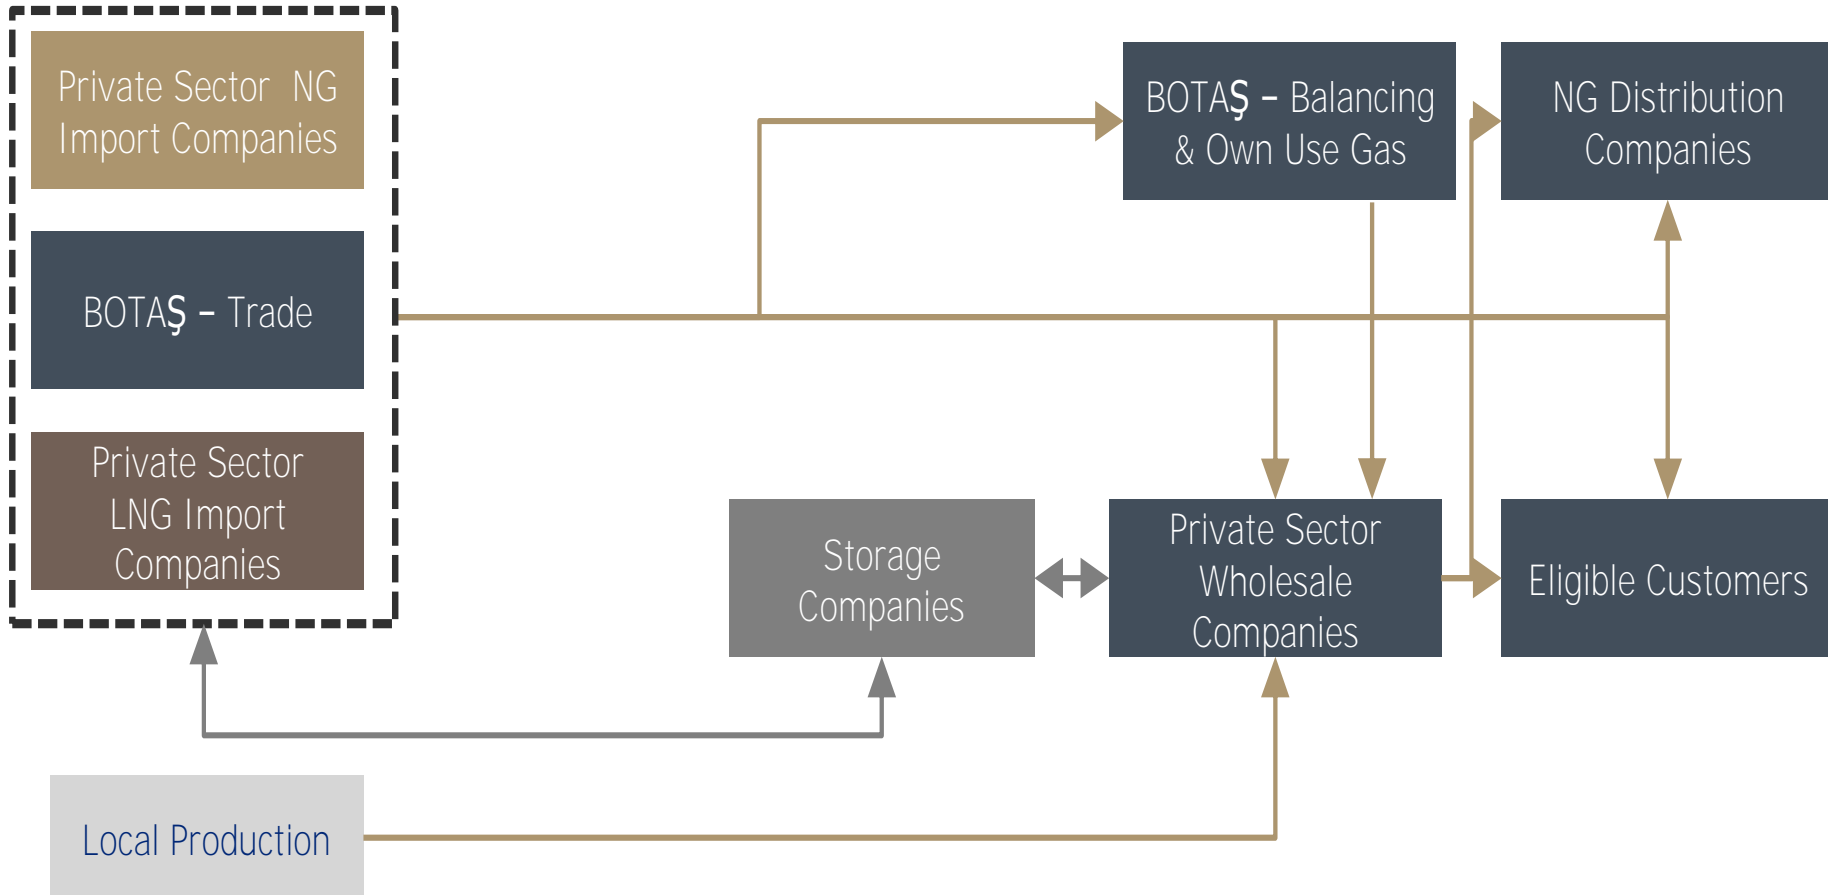 Private Sector NG
Import Companies
BOTAŞ – Trade
Private Sector
LNG Import
Companies
BOTAŞ – Balancing
& Own Use Gas
NG Distribution
Companies
Storage
Companies
Private Sector
Wholesale
Companies
Eligible Customers
Local Production